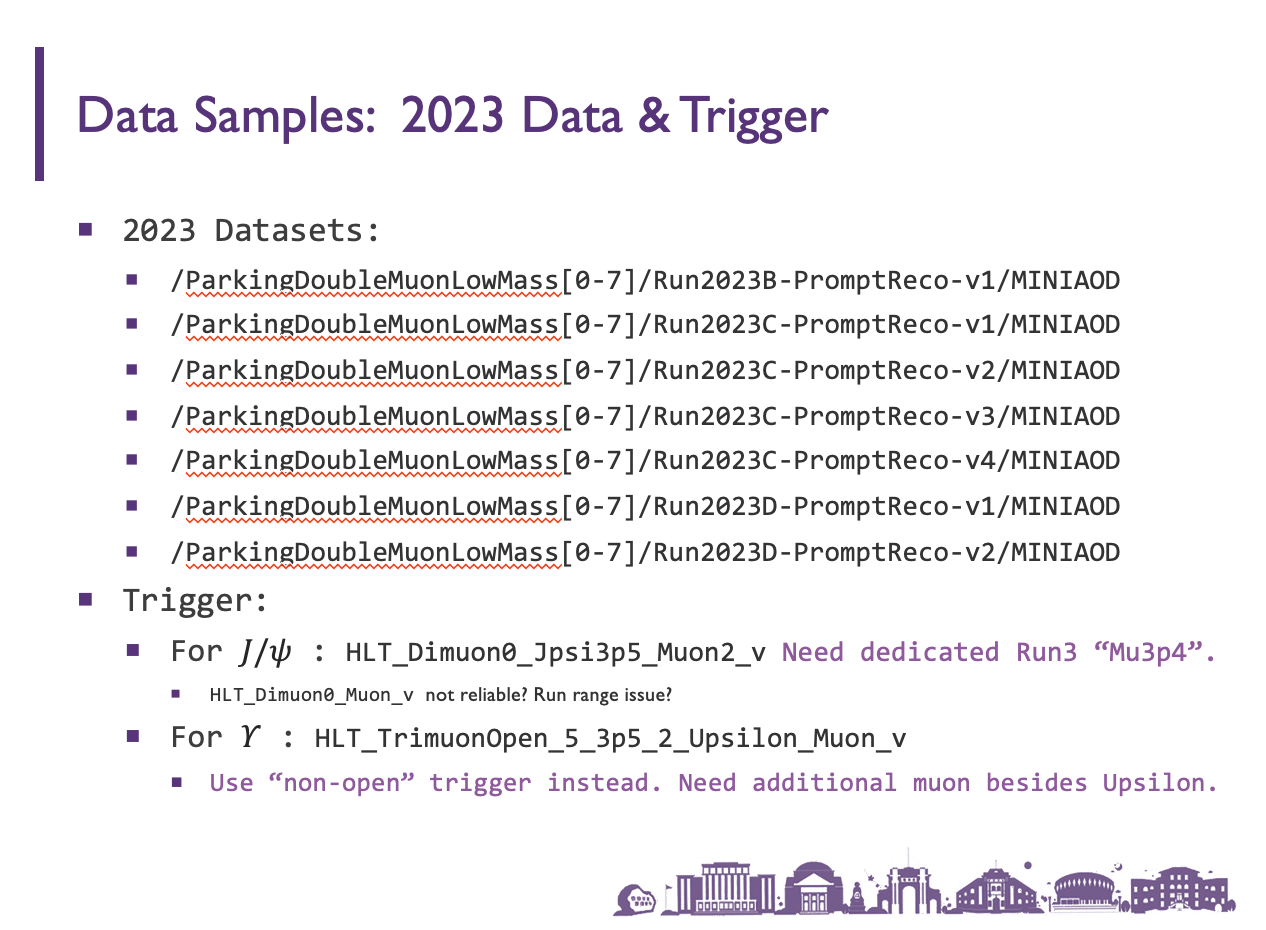 Data Samples: 2023 Data & Trigger
2023 Datasets:
/ParkingDoubleMuonLowMass[0-7]/Run2023B-PromptReco-v1/MINIAOD
/ParkingDoubleMuonLowMass[0-7]/Run2023C-PromptReco-v1/MINIAOD
/ParkingDoubleMuonLowMass[0-7]/Run2023C-PromptReco-v2/MINIAOD
/ParkingDoubleMuonLowMass[0-7]/Run2023C-PromptReco-v3/MINIAOD
/ParkingDoubleMuonLowMass[0-7]/Run2023C-PromptReco-v4/MINIAOD
/ParkingDoubleMuonLowMass[0-7]/Run2023D-PromptReco-v1/MINIAOD
/ParkingDoubleMuonLowMass[0-7]/Run2023D-PromptReco-v2/MINIAOD
Trigger:
For J/ψ : HLT_Dimuon0_Jpsi3p5_Muon2_v Need dedicated Run3 “Mu3p4”.
HLT_Dimuon0_Muon_v not reliable? Run range issue?
For ϒ : HLT_TrimuonOpen_5_3p5_2_Upsilon_Muon_v
Use “non-open” trigger instead. Need additional muon besides Upsilon.